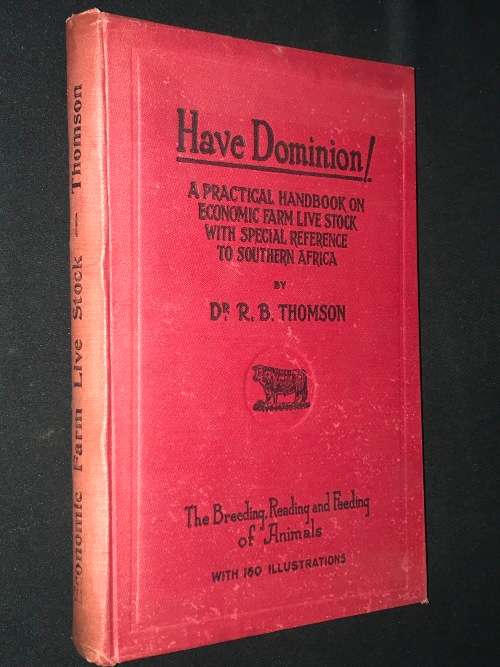 Economic Farm Live Stock — Thomson
Have Dominion!
A PRACTICAL HANDBOOK ON
ECONOMIC FARM LIVE STOCK
WITH SPECIAL REFERENCE
TO SOUTHERN AFRICA
BY
DR. R. B. THOMSON
The Breeding, Reading and Feeding
of Animals
WITH 160 ILLUSTRATIONS